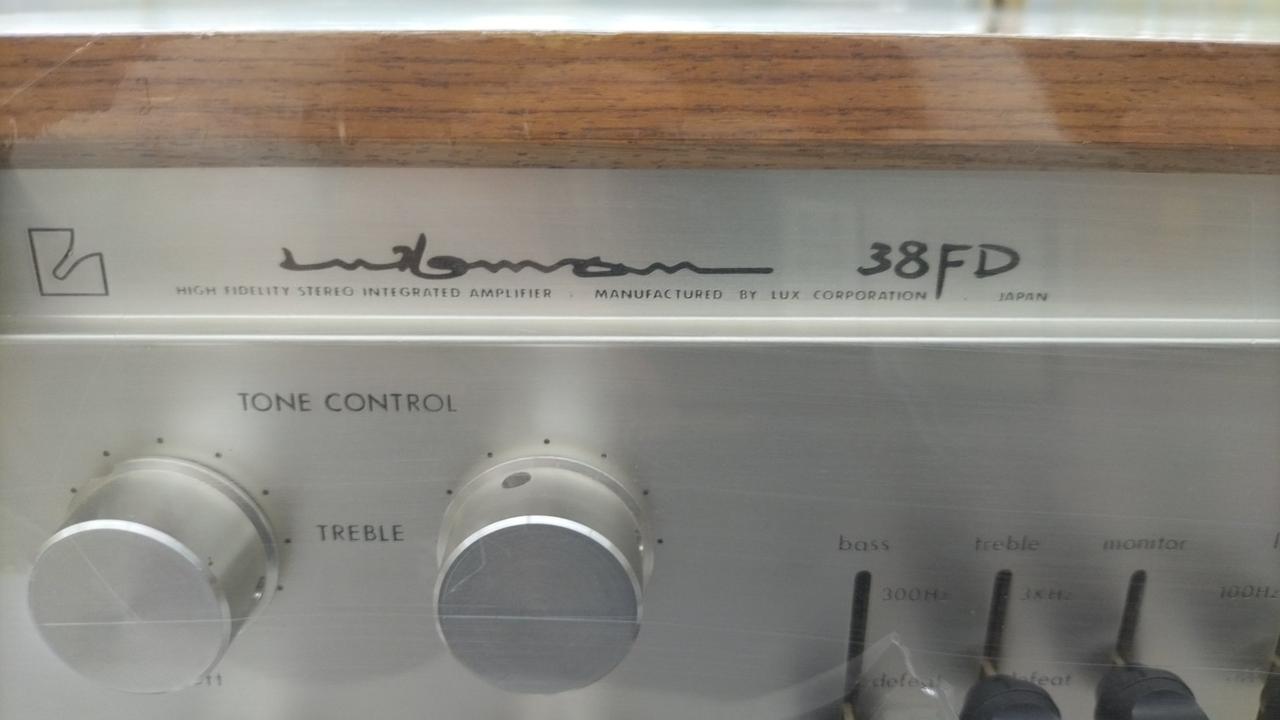 luxman 38FD
HIGH FIDELITY STEREO INTEGRATED AMPLIFIER . MANUFACTURED BY LUX CORPORATION . JAPAN
TONE CONTROL
TREBLE
bass treble monitor
300Hz 3KHz 100Hz
defeat defeat